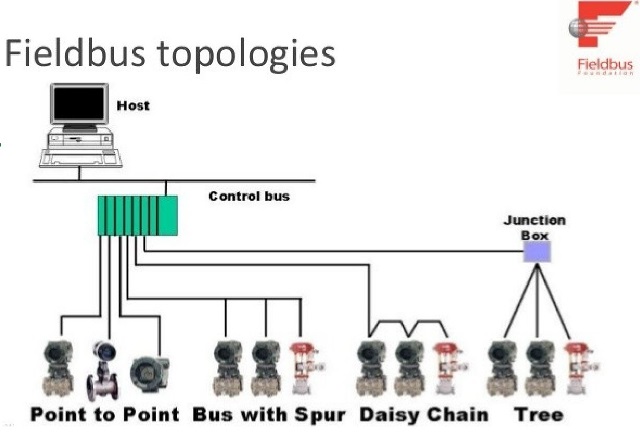 Fieldbus topologies
Fieldbus
Foundation
Host
Control bus
Junction
Box
Point to Point Bus with Spur Daisy Chain Tree